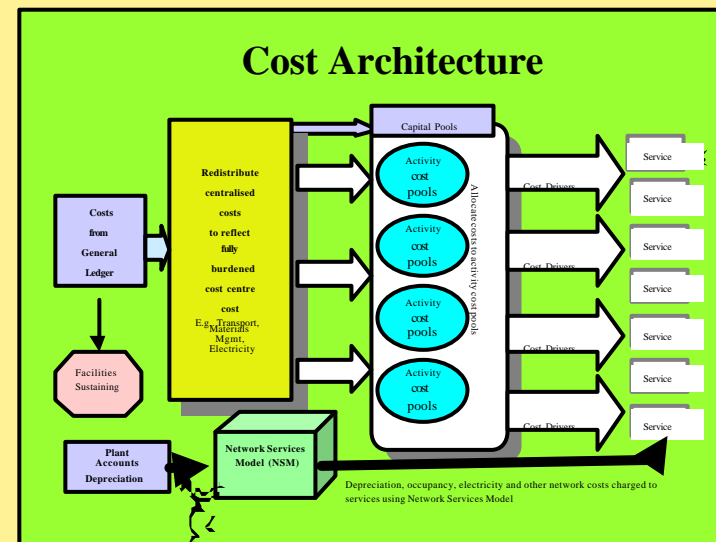 Cost Architecture
Capital Pools
Redistribute
centralised
costs
to reflect
fully
burdened
cost centre
cost
E.g., Transport,
Materials
Mgmt,
Electricity
Costs
from
General
Ledger
Facilities
Sustaining
Plant
Accounts
Depreciation
Network Services
Model (NSM)
Activity
cost
pools
Activity
cost
pools
Activity
cost
pools
Activity
cost
pools
Allocate costs to activity cost pools
Cost Drivers
Cost Drivers
Cost Drivers
Cost Drivers
Service
Service
Service
Service
Service
Service
Service
Depreciation, occupancy, electricity and other network costs charged to
services using Network Services Model